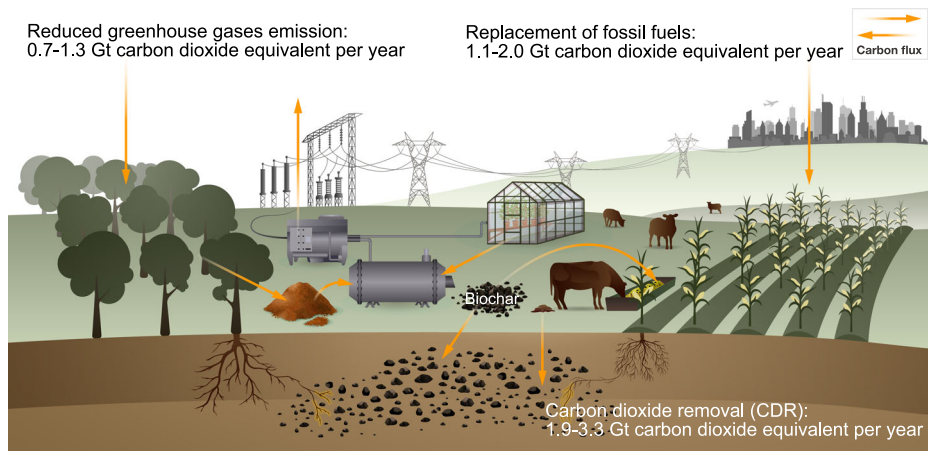 Reduced greenhouse gases emission:
0.7-1.3 Gt carbon dioxide equivalent per year
Replacement of fossil fuels:
1.1-2.0 Gt carbon dioxide equivalent per year
Carbon flux
Biochar
Carbon dioxide removal (CDR):
1.9-3.3 Gt carbon dioxide equivalent per year